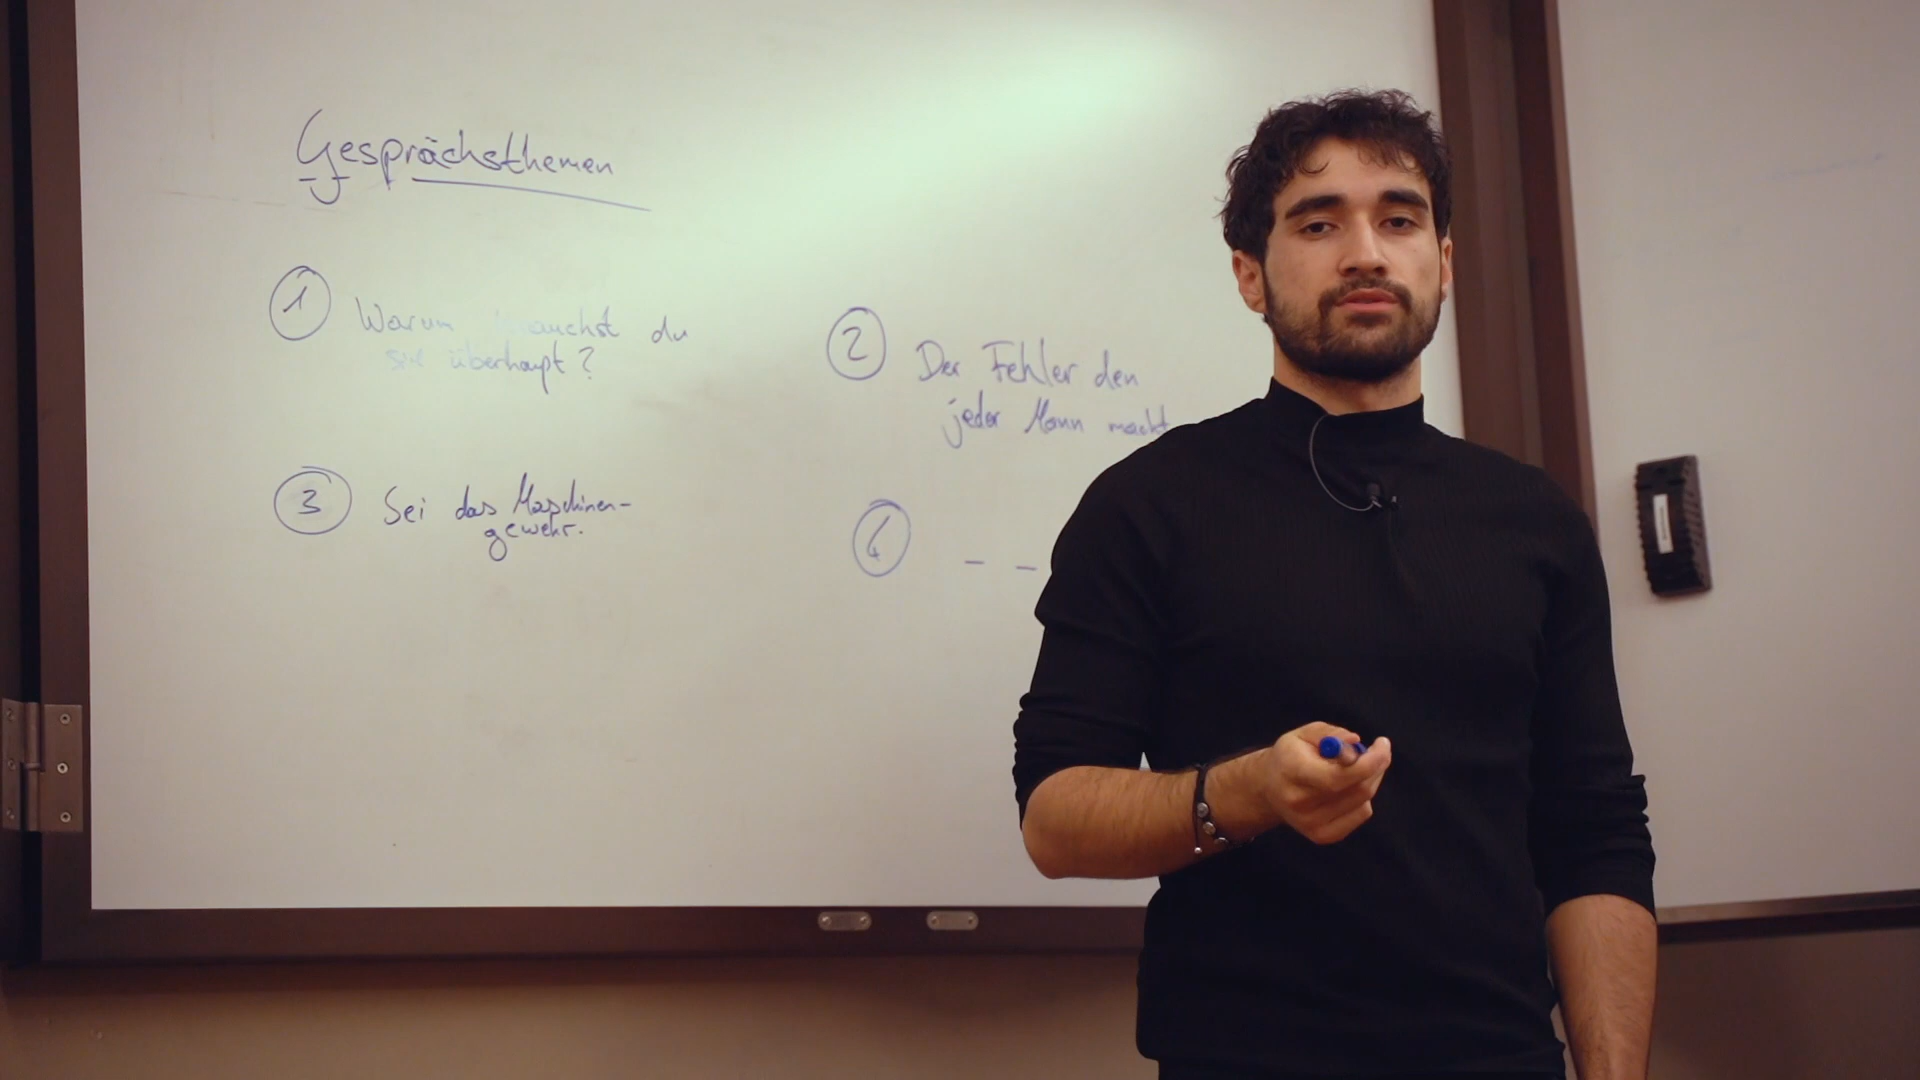 Gesprächsthemen
1 Warum brauchst du
sie überhaupt?
2 Der Fehler den
jeder Mann macht
3 Sei das Maschinen-
gewehr.
4 _ _